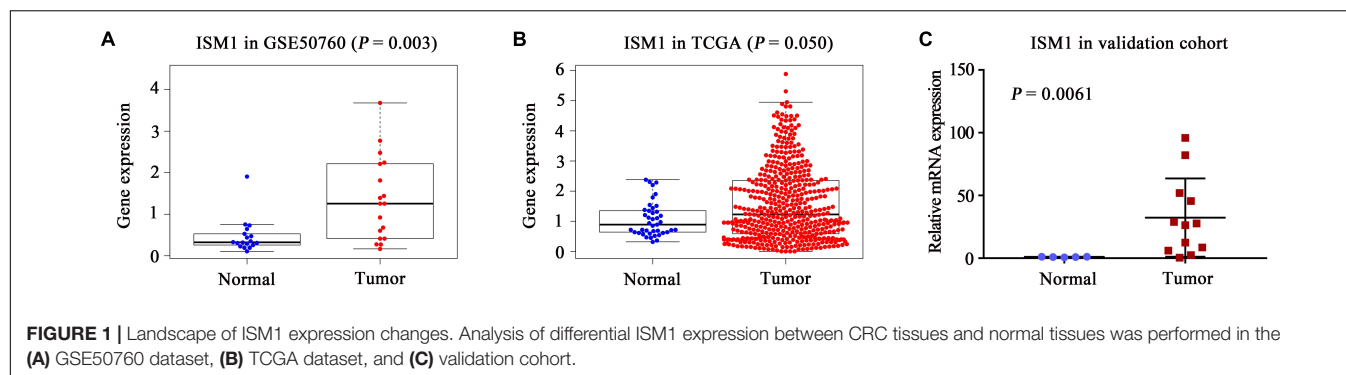 A
ISM1 in GSE50760 (P = 0.003)
Gene expression
4
3
2
1
0
Normal
Tumor
B
ISM1 in TCGA (P = 0.050)
Gene expression
6
5
4
3
2
1
0
Normal
Tumor
C
ISM1 in validation cohort
P = 0.0061
Relative mRNA expression
150
100
50
0
Normal
Tumor
FIGURE 1 | Landscape of ISM1 expression changes. Analysis of differential ISM1 expression between CRC tissues and normal tissues was performed in the
(A) GSE50760 dataset, (B) TCGA dataset, and (C) validation cohort.